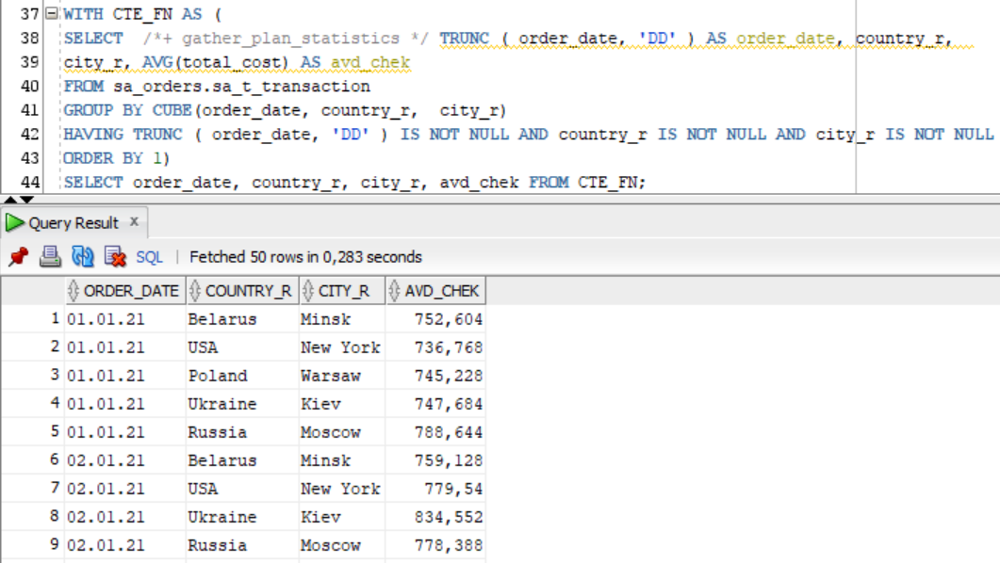 37 WITH CTE_FN AS (
38 SELECT /*+ gather_plan_statistics */ TRUNC ( order_date, 'DD' ) AS order_date, country_r,
39 city_r, AVG(total_cost) AS avd_chek
40 FROM sa_orders.sa_t_transaction
41 GROUP BY CUBE(order_date, country_r, city_r)
42 HAVING TRUNC ( order_date, 'DD' ) IS NOT NULL AND country_r IS NOT NULL AND city_r IS NOT NULL
43 ORDER BY 1)
44 SELECT order_date, country_r, city_r, avd_chek FROM CTE_FN;
Query Result x
SQL | Fetched 50 rows in 0,283 seconds
ORDER_DATE COUNTRY_R CITY_R AVD_CHEK
1 01.01.21 Belarus Minsk 752,604
2 01.01.21 USA New York 736,768
3 01.01.21 Poland Warsaw 745,228
4 01.01.21 Ukraine Kiev 747,684
5 01.01.21 Russia Moscow 788,644
6 02.01.21 Belarus Minsk 759,128
7 02.01.21 USA New York 779,54
8 02.01.21 Ukraine Kiev 834,552
9 02.01.21 Russia Moscow 778,388